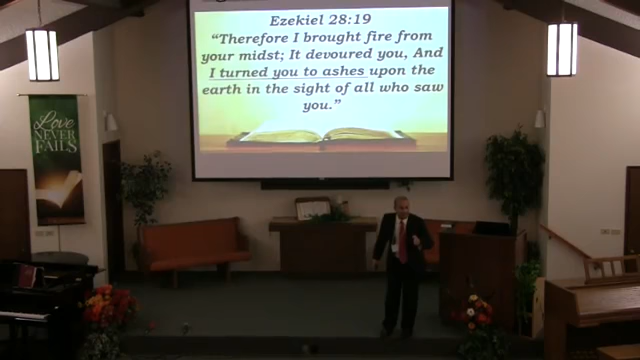 Ezekiel 28:19
“Therefore I brought fire from
your midst; It devoured you, And
I turned you to ashes upon the
earth in the sight of all who saw
you.”
Love
NEVER
FAILS